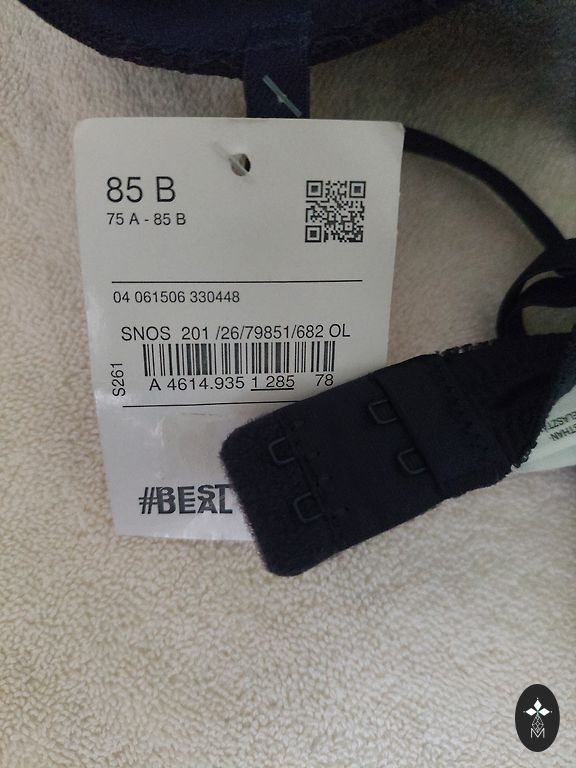 85 B
75 A - 85 B
04 061506 330448
SNOS 201 /26/79851/682 OL
S261
A 4614.935 1 285 78
#BEST
DEAL
M